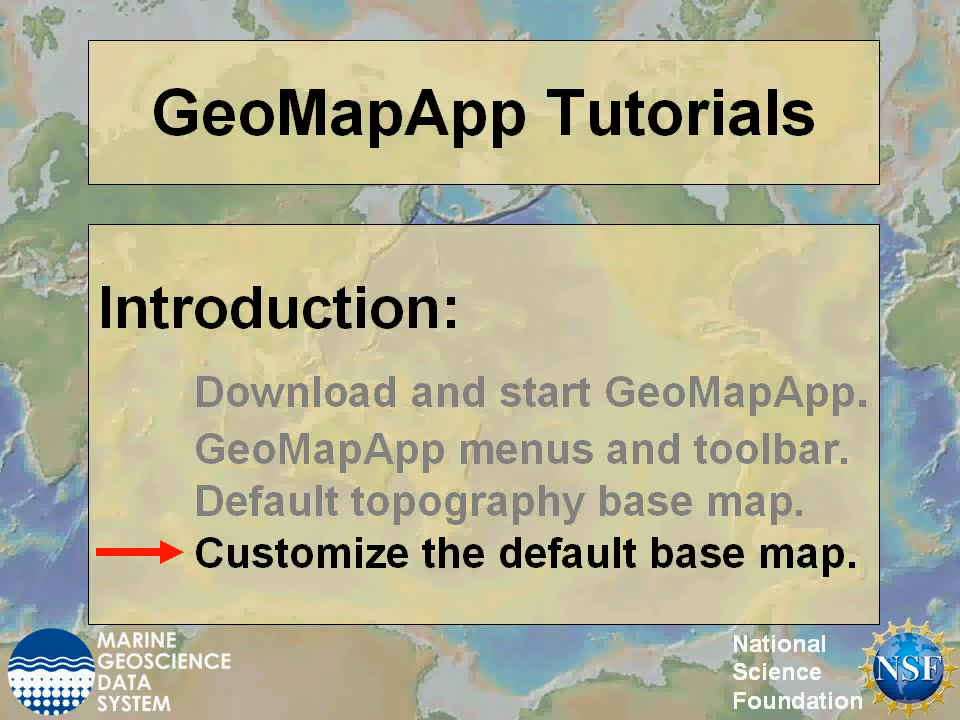 GeoMapApp Tutorials
Introduction:
Download and start GeoMapApp.
GeoMapApp menus and toolbar.
Default topography base map.
Customize the default base map.
MARINE
GEOSCIENCE
DATA
SYSTEM
National
Science
Foundation
NSF